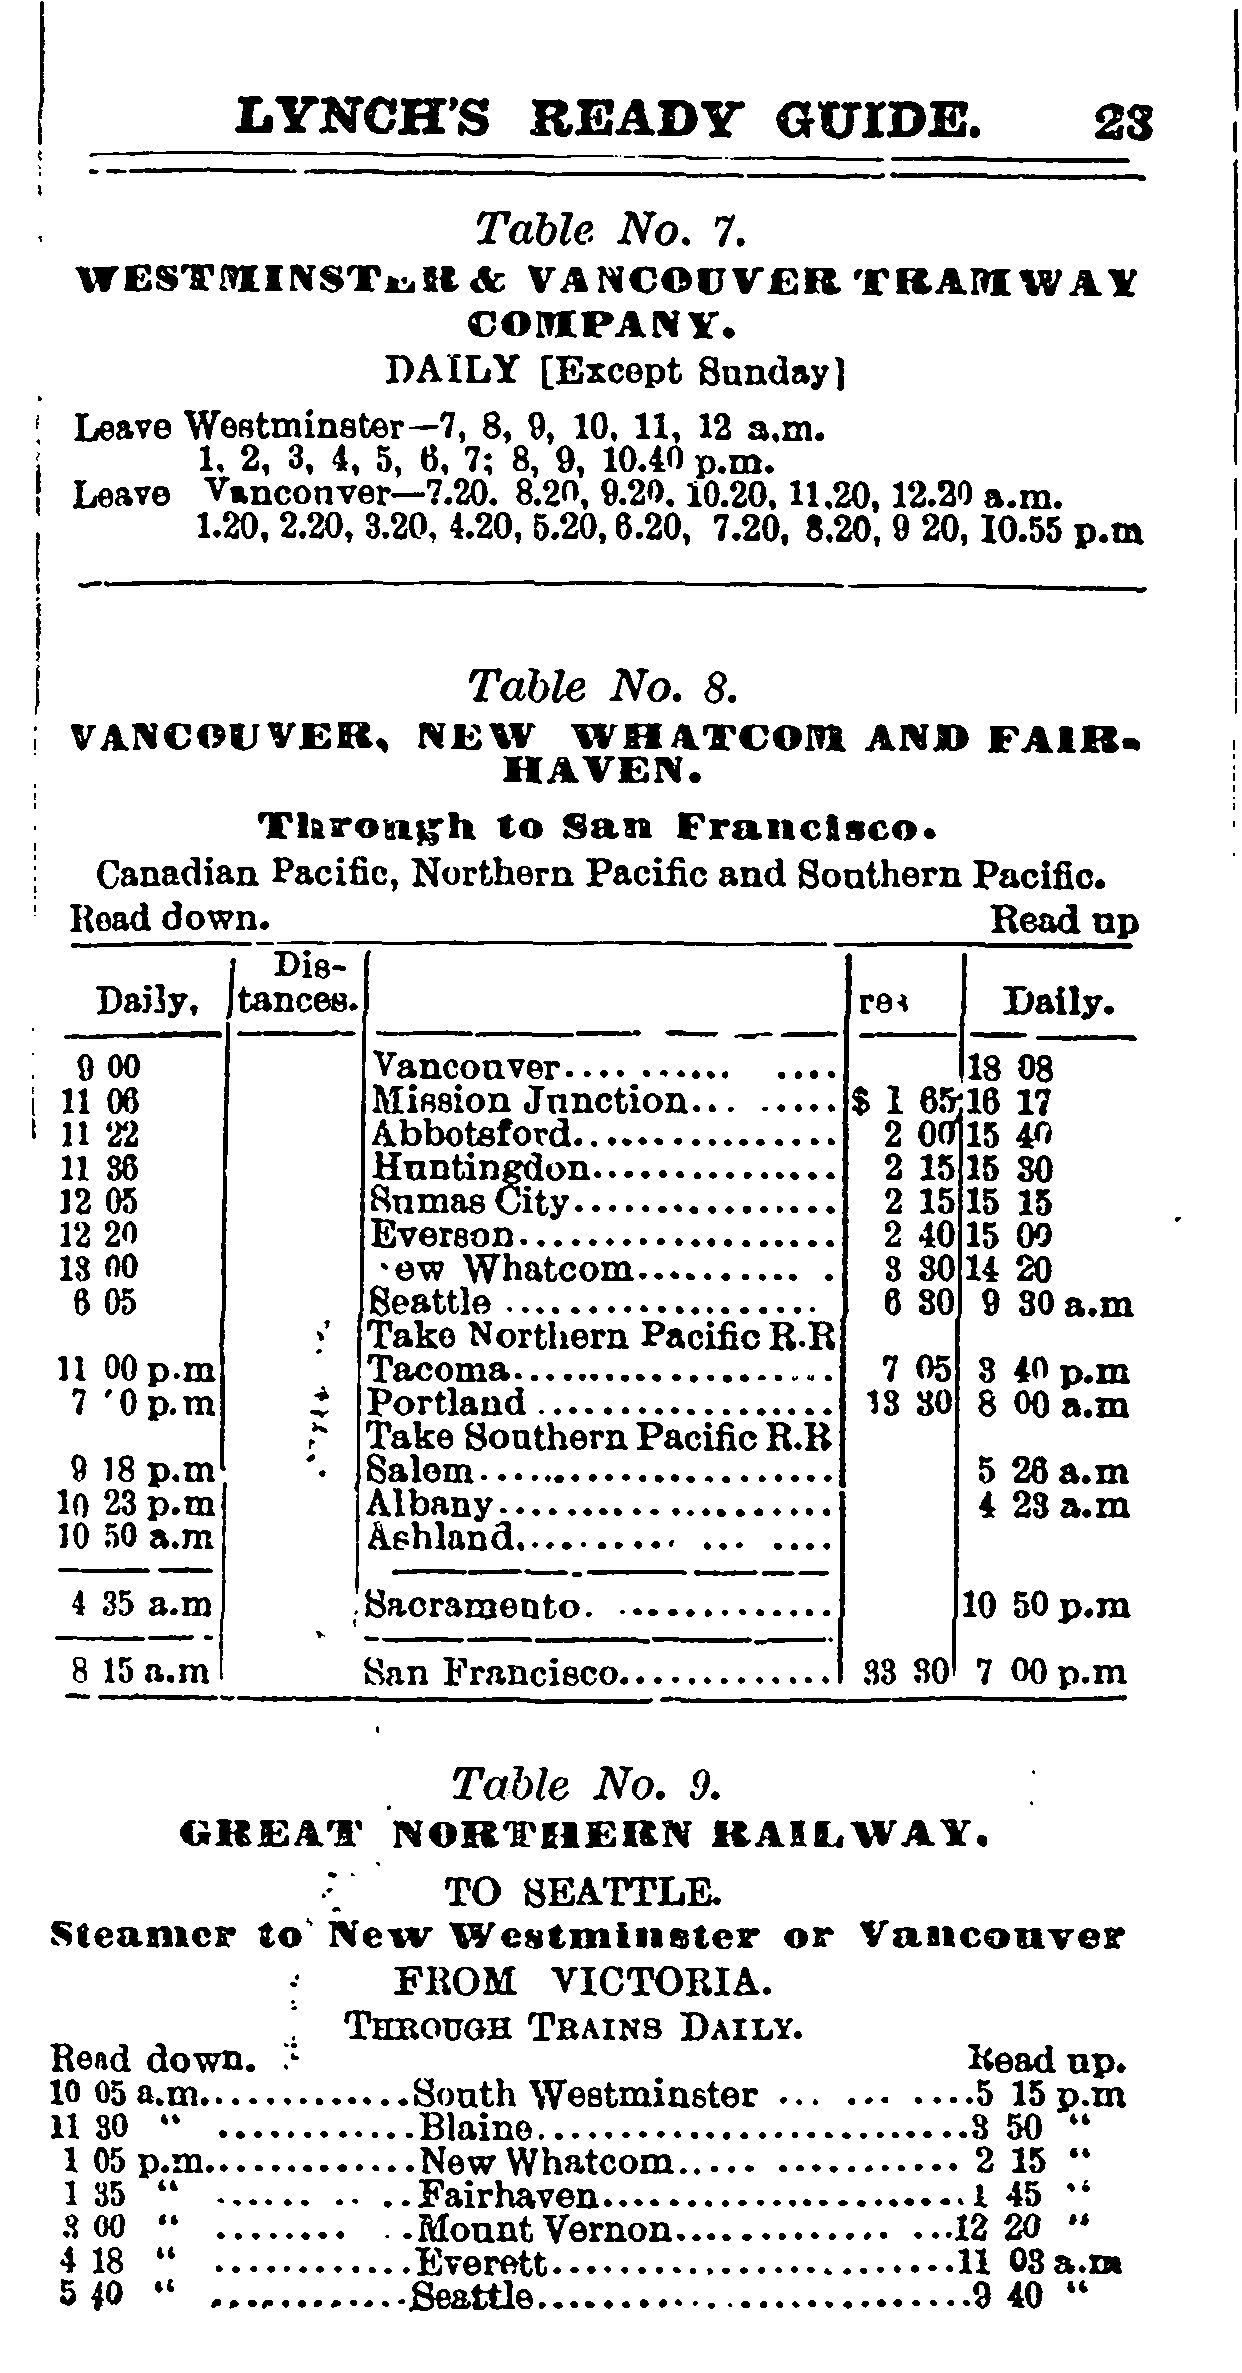 LYNCH'S READY GUIDE. 23
Table No. 7.
WESTMINSTER & VANCOUVER TRAMWAY
COMPANY.
DAILY [Except Sunday]
Leave Westminster—7, 8, 9, 10, 11, 12 a.m.
1, 2, 3, 4, 5, 6, 7; 8, 9, 10.40 p.m.
Leave Vancouver—7.20. 8.20, 9.20. 10.20, 11.20, 12.20 a.m.
1.20, 2.20, 3.20, 4.20, 5.20, 6.20, 7.20, 8.20, 9 20, 10.55 p.m
Table No. 8.
VANCOUVER, NEW WHATCOM AND FAIR-
HAVEN.
Through to San Francisco.
Canadian Pacific, Northern Pacific and Southern Pacific.
Read down. Read up
Daily, Dis-tances. Daily.
9 00 Vancouver.... ...... .... 18 08
11 06 Mission Junction... ..... $ 1 65 16 17
11 22 Abbotsford................ 2 00 15 40
11 36 Huntingdon............... 2 15 15 30
12 05 Sumas City................ 2 15 15 15
12 20 Everson.................... 2 40 15 00
13 00 ew Whatcom.......... . 3 30 14 20
6 05 Seattle .................... 6 30 9 30 a.m
Take Northern Pacific R.R
11 00 p.m Tacoma.................... 7 05 3 40 p.m
7 0 p.m Portland ................... 13 30 8 00 a.m
Take Southern Pacific R.R
9 18 p.m Salem...................... 5 26 a.m
10 23 p.m Albany..................... 4 23 a.m
10 50 a.m Ashland.......... ... ....
4 35 a.m Sacramento. ............. 10 50 p.m
8 15 a.m San Francisco............. 33 30 7 00 p.m
Table No. 9.
GREAT NORTHERN RAILWAY.
TO SEATTLE.
Steamer to New Westminster or Vancouver
FROM VICTORIA.
THROUGH TRAINS DAILY.
Read down. Read up.
10 05 a.m..............South Westminster ... ... ....5 15 p.m
11 30 " ............Blaine...........................3 50 "
1 05 p.m.............New Whatcom..... ........... 2 15 "
1 35 " ...... .. ..Fairhaven.......................1 45 "
3 00 " ........ ..Mount Vernon............. ...12 20 "
4 18 " ............Everett.........................11 03 a.m
5 40 " ............Seattle...........................9 40 "